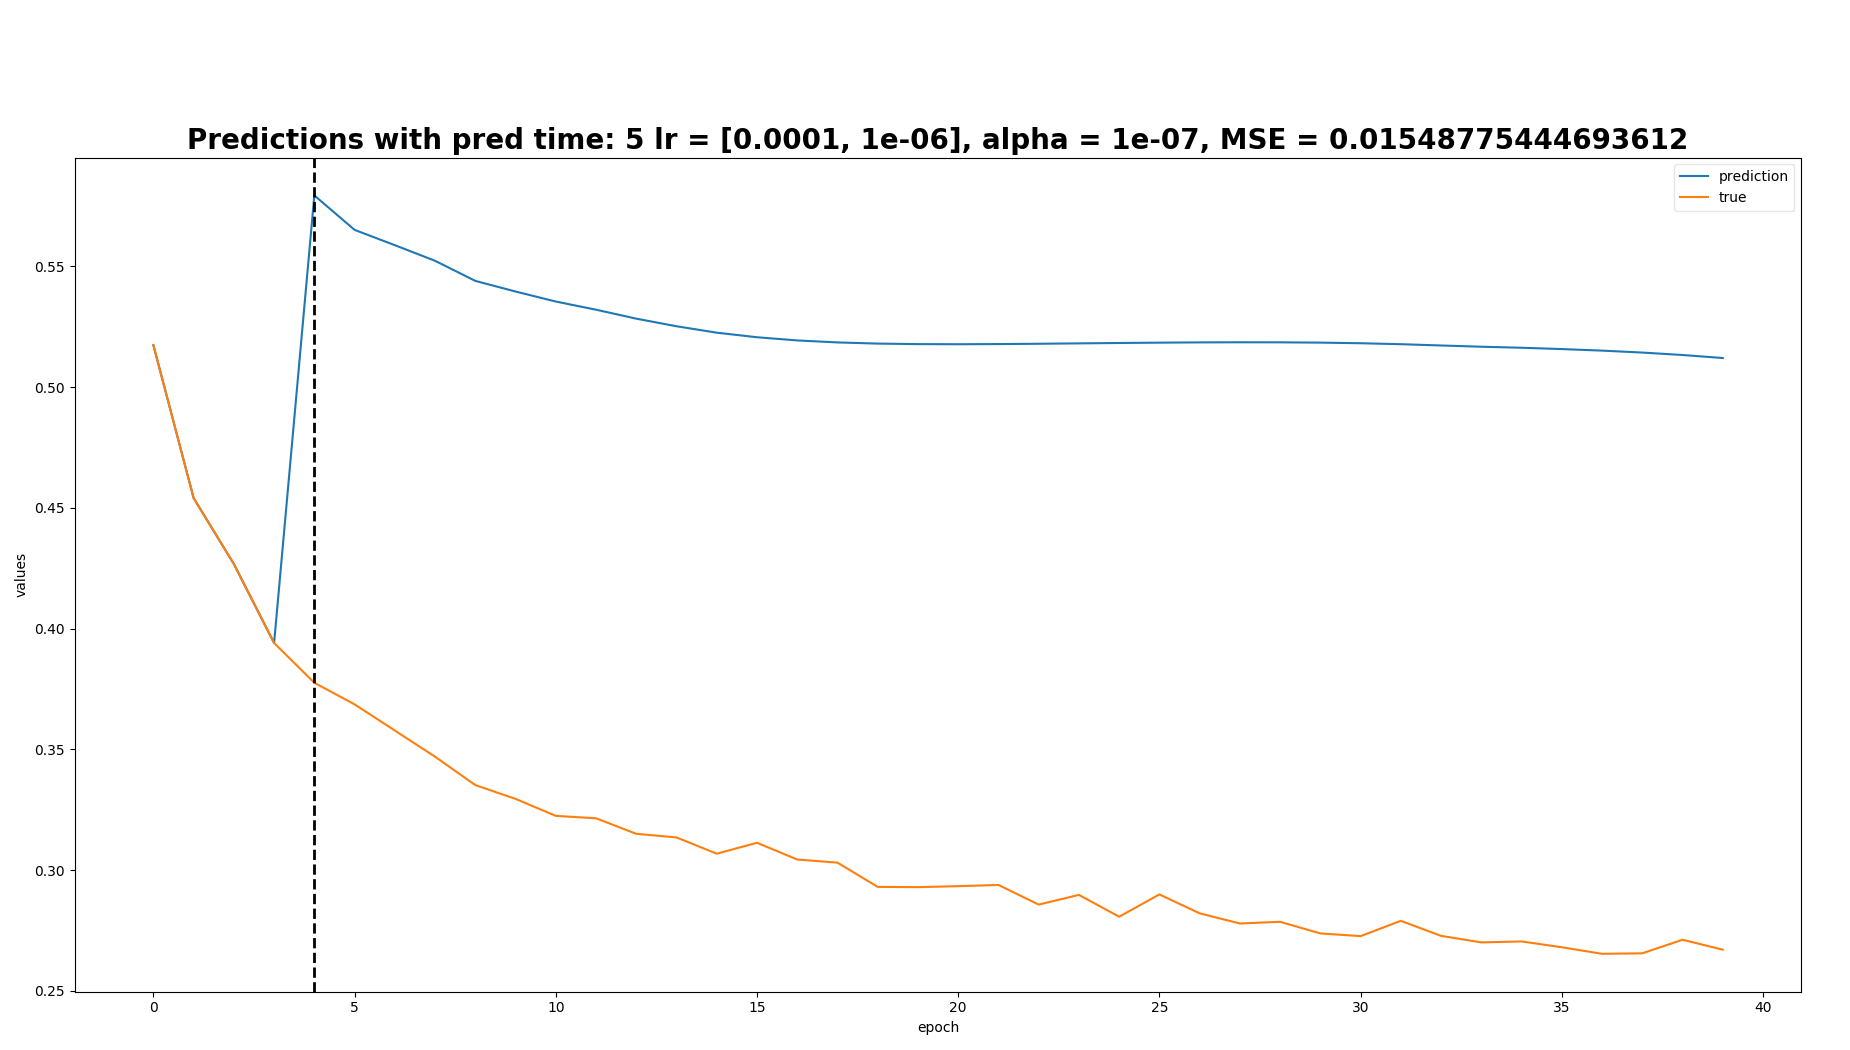 Predictions with pred time: 5 lr = [0.0001, 1e-06], alpha = 1e-07, MSE = 0.01548775444693612
prediction
true
0.55
0.50
0.45
0.40
0.35
0.30
0.25
values
0 5 10 15 20 25 30 35 40
epoch